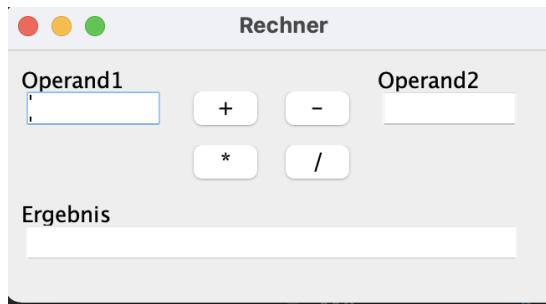 Rechner
Operand1 Operand2
+ -
* /
Ergebnis